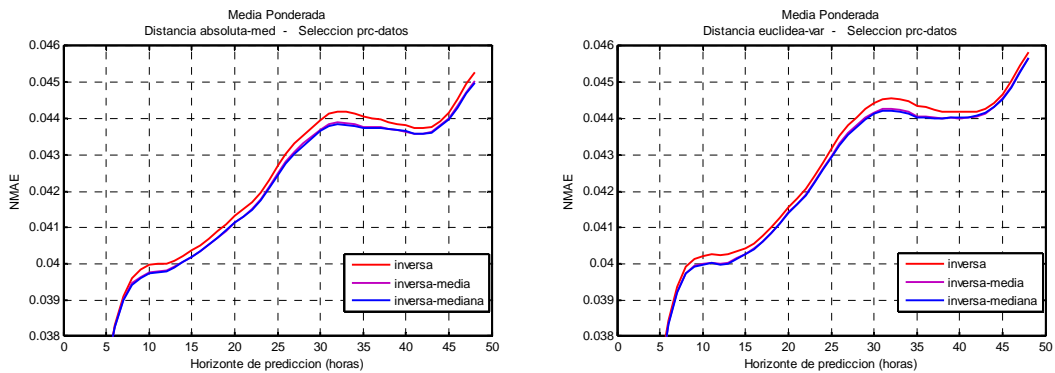 Media Ponderada
Distancia absoluta-med - Seleccion prc-datos
NMAE
0.046
0.045
0.044
0.043
0.042
0.041
0.04
0.039
0.038
0 5 10 15 20 25 30 35 40 45 50
Horizonte de prediccion (horas)
inversa
inversa-media
inversa-mediana
Media Ponderada
Distancia euclidea-var - Seleccion prc-datos
NMAE
0.046
0.045
0.044
0.043
0.042
0.041
0.04
0.039
0.038
0 5 10 15 20 25 30 35 40 45 50
Horizonte de prediccion (horas)
inversa
inversa-media
inversa-mediana